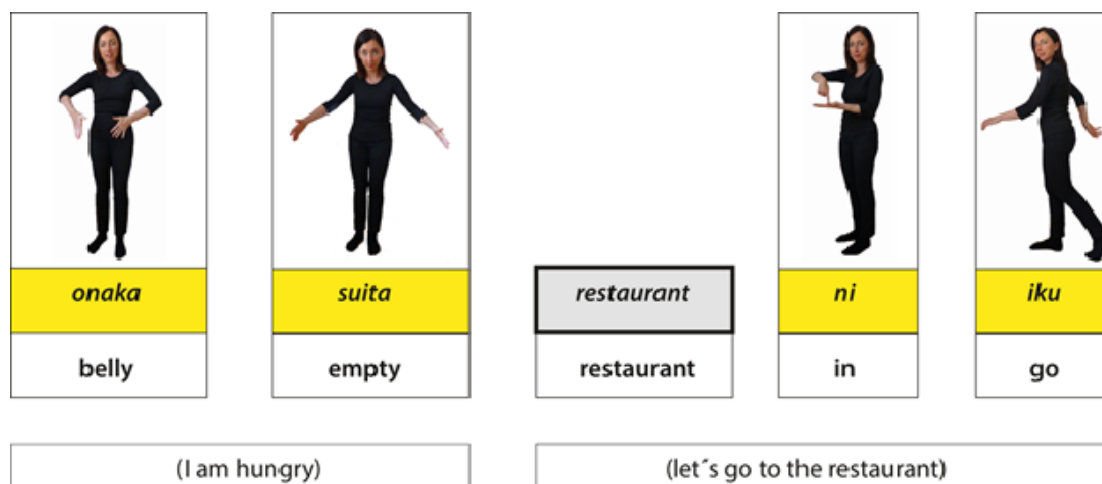 onaka suita restaurant ni iku
belly empty restaurant in go
(I am hungry) (let´s go to the restaurant)